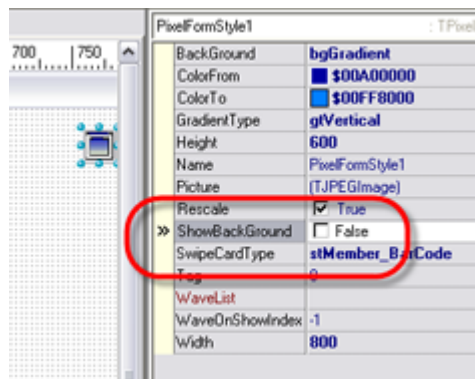 PixelFormStyle1 : TPixel
700 750
BackGround bgGradient
ColorFrom $00A00000
ColorTo $00FF8000
GradientType gtVertical
Height 600
Name PixelFormStyle1
Picture (TJPEGImage)
Rescale True
» ShowBackGround False
SwipeCardType stMember_BarCode
Tag 0
WaveList
WaveOnShowIndex -1
Width 800